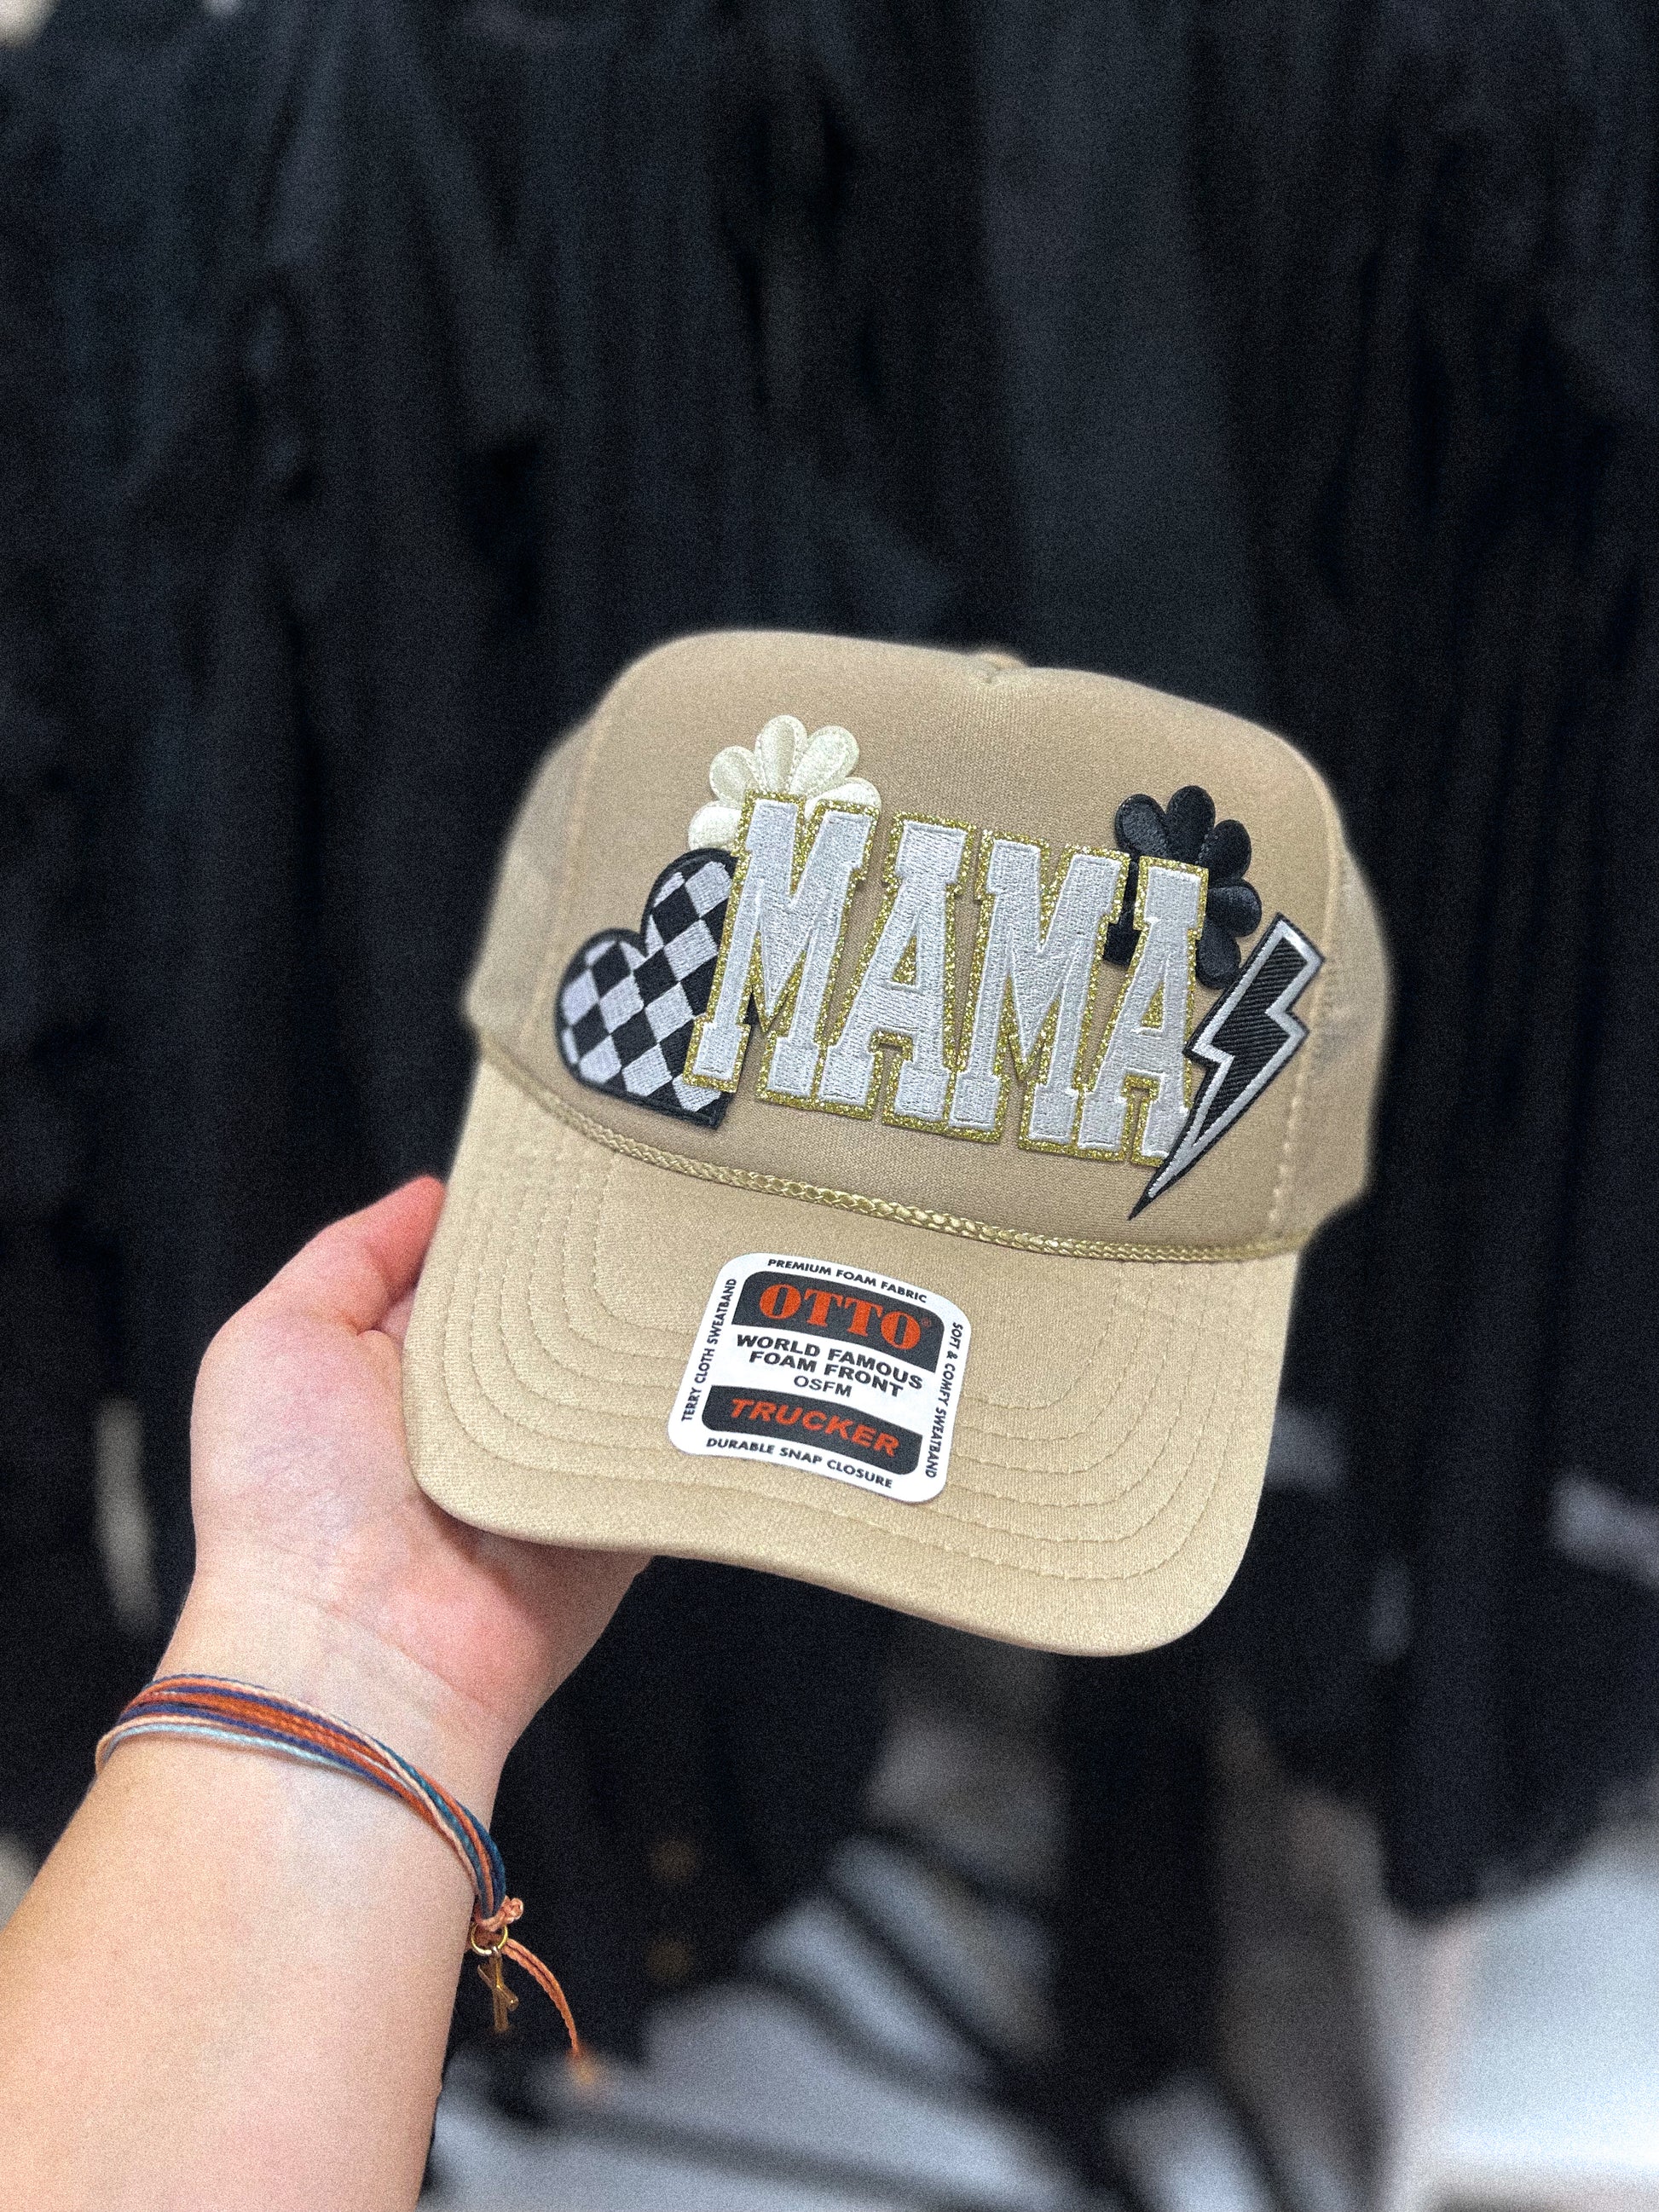 MAMA
PREMIUM FOAM FABRIC
OTTO®
WORLD FAMOUS
FOAM FRONT
OSFM
TRUCKER
DURABLE SNAP CLOSURE
TERRY CLOTH SWEATBAND
SOFT & COMFY SWEATBAND